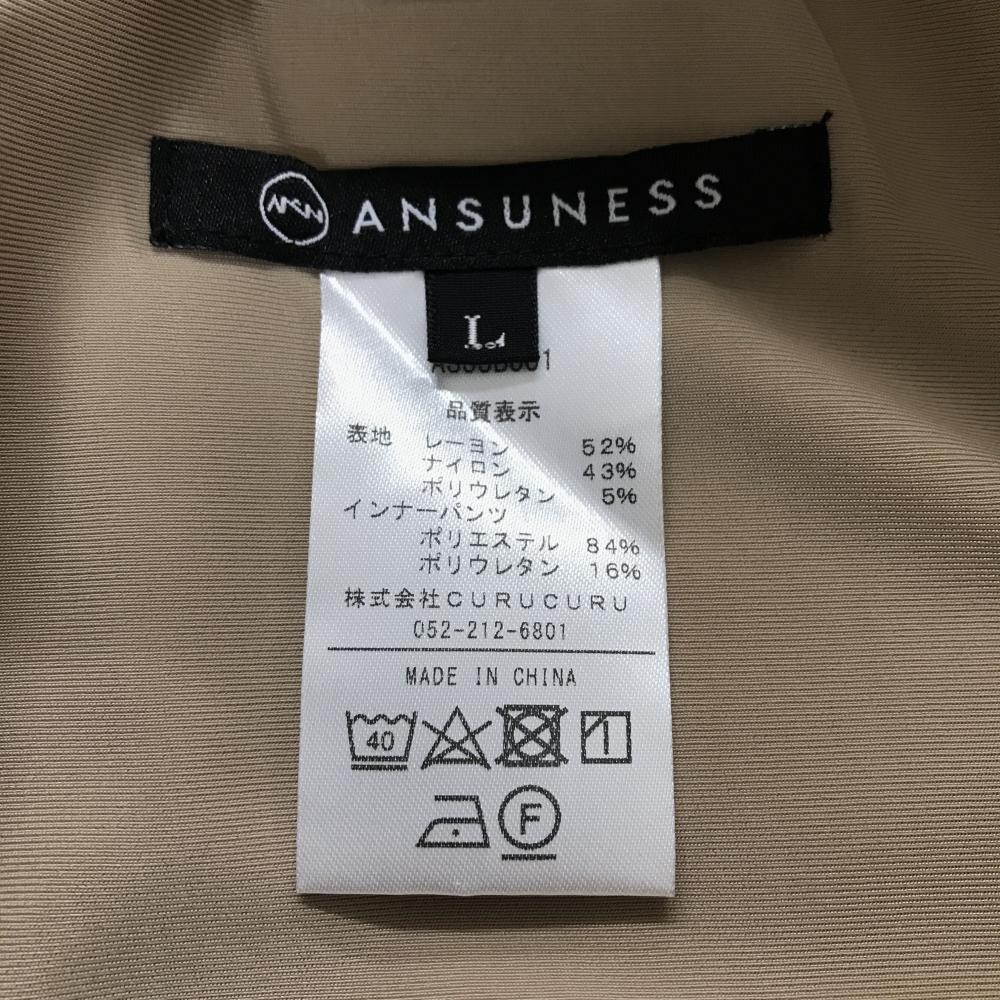 ANSUNESS
L
品質表示
表地 レーヨン 52%
ナイロン 43%
ポリウレタン 5%
インナーパンツ
ポリエステル 84%
ポリウレタン 16%
株式会社CURUCURU
052-212-6801
MADE IN CHINA
40
F